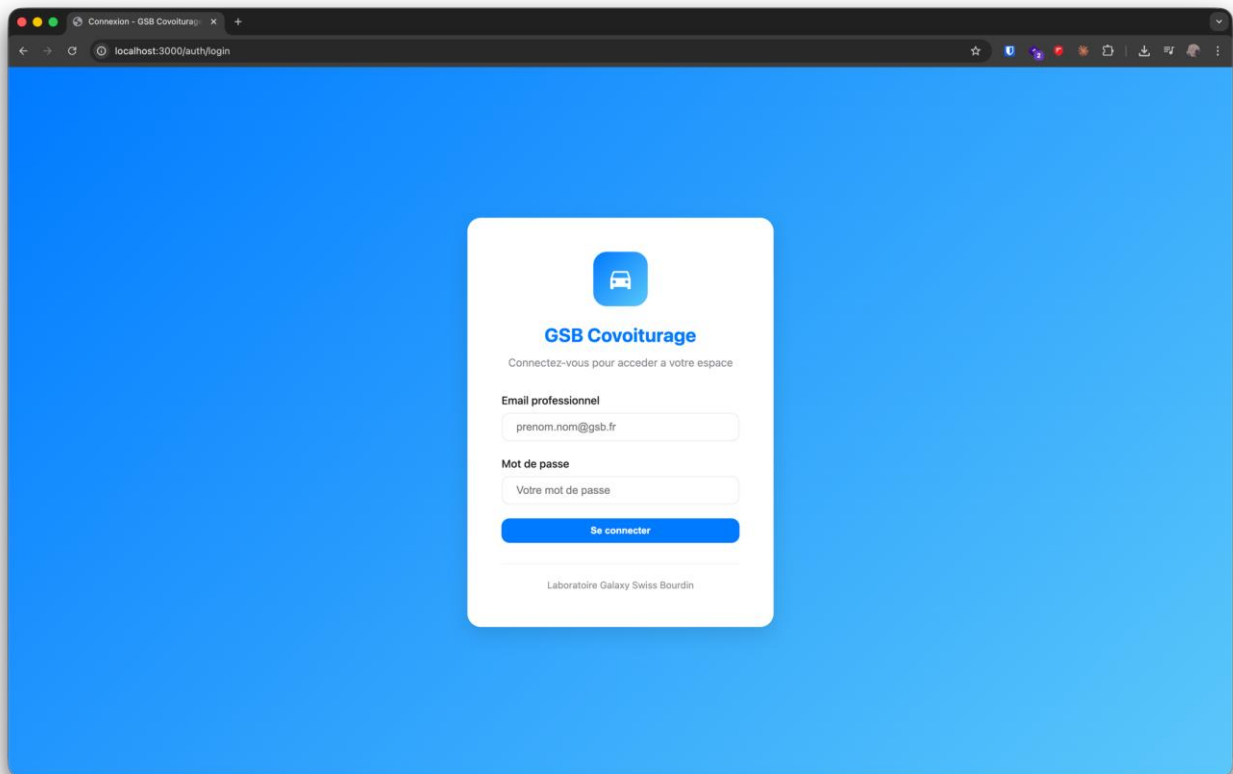 Connexion - GSB Covoiturag
localhost:3000/auth/login
2
GSB Covoiturage
Connectez-vous pour acceder a votre espace
Email professionnel
prenom.nom@gsb.fr
Mot de passe
Votre mot de passe
Se connecter
Laboratoire Galaxy Swiss Bourdin